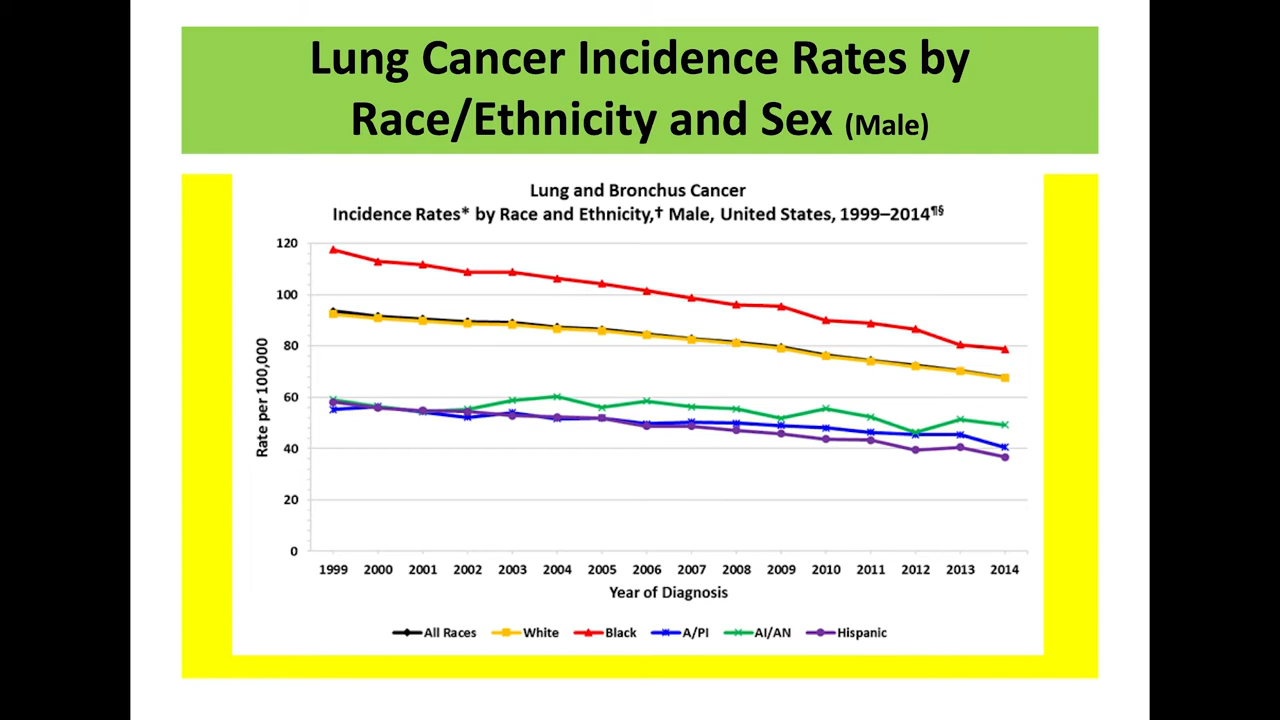 Lung Cancer Incidence Rates by
Race/Ethnicity and Sex (Male)
Lung and Bronchus Cancer
Incidence Rates* by Race and Ethnicity,† Male, United States, 1999–2014¶§
120
100
80
60
40
20
0
Rate per 100,000
1999 2000 2001 2002 2003 2004 2005 2006 2007 2008 2009 2010 2011 2012 2013 2014
Year of Diagnosis
All Races White Black A/PI AI/AN Hispanic